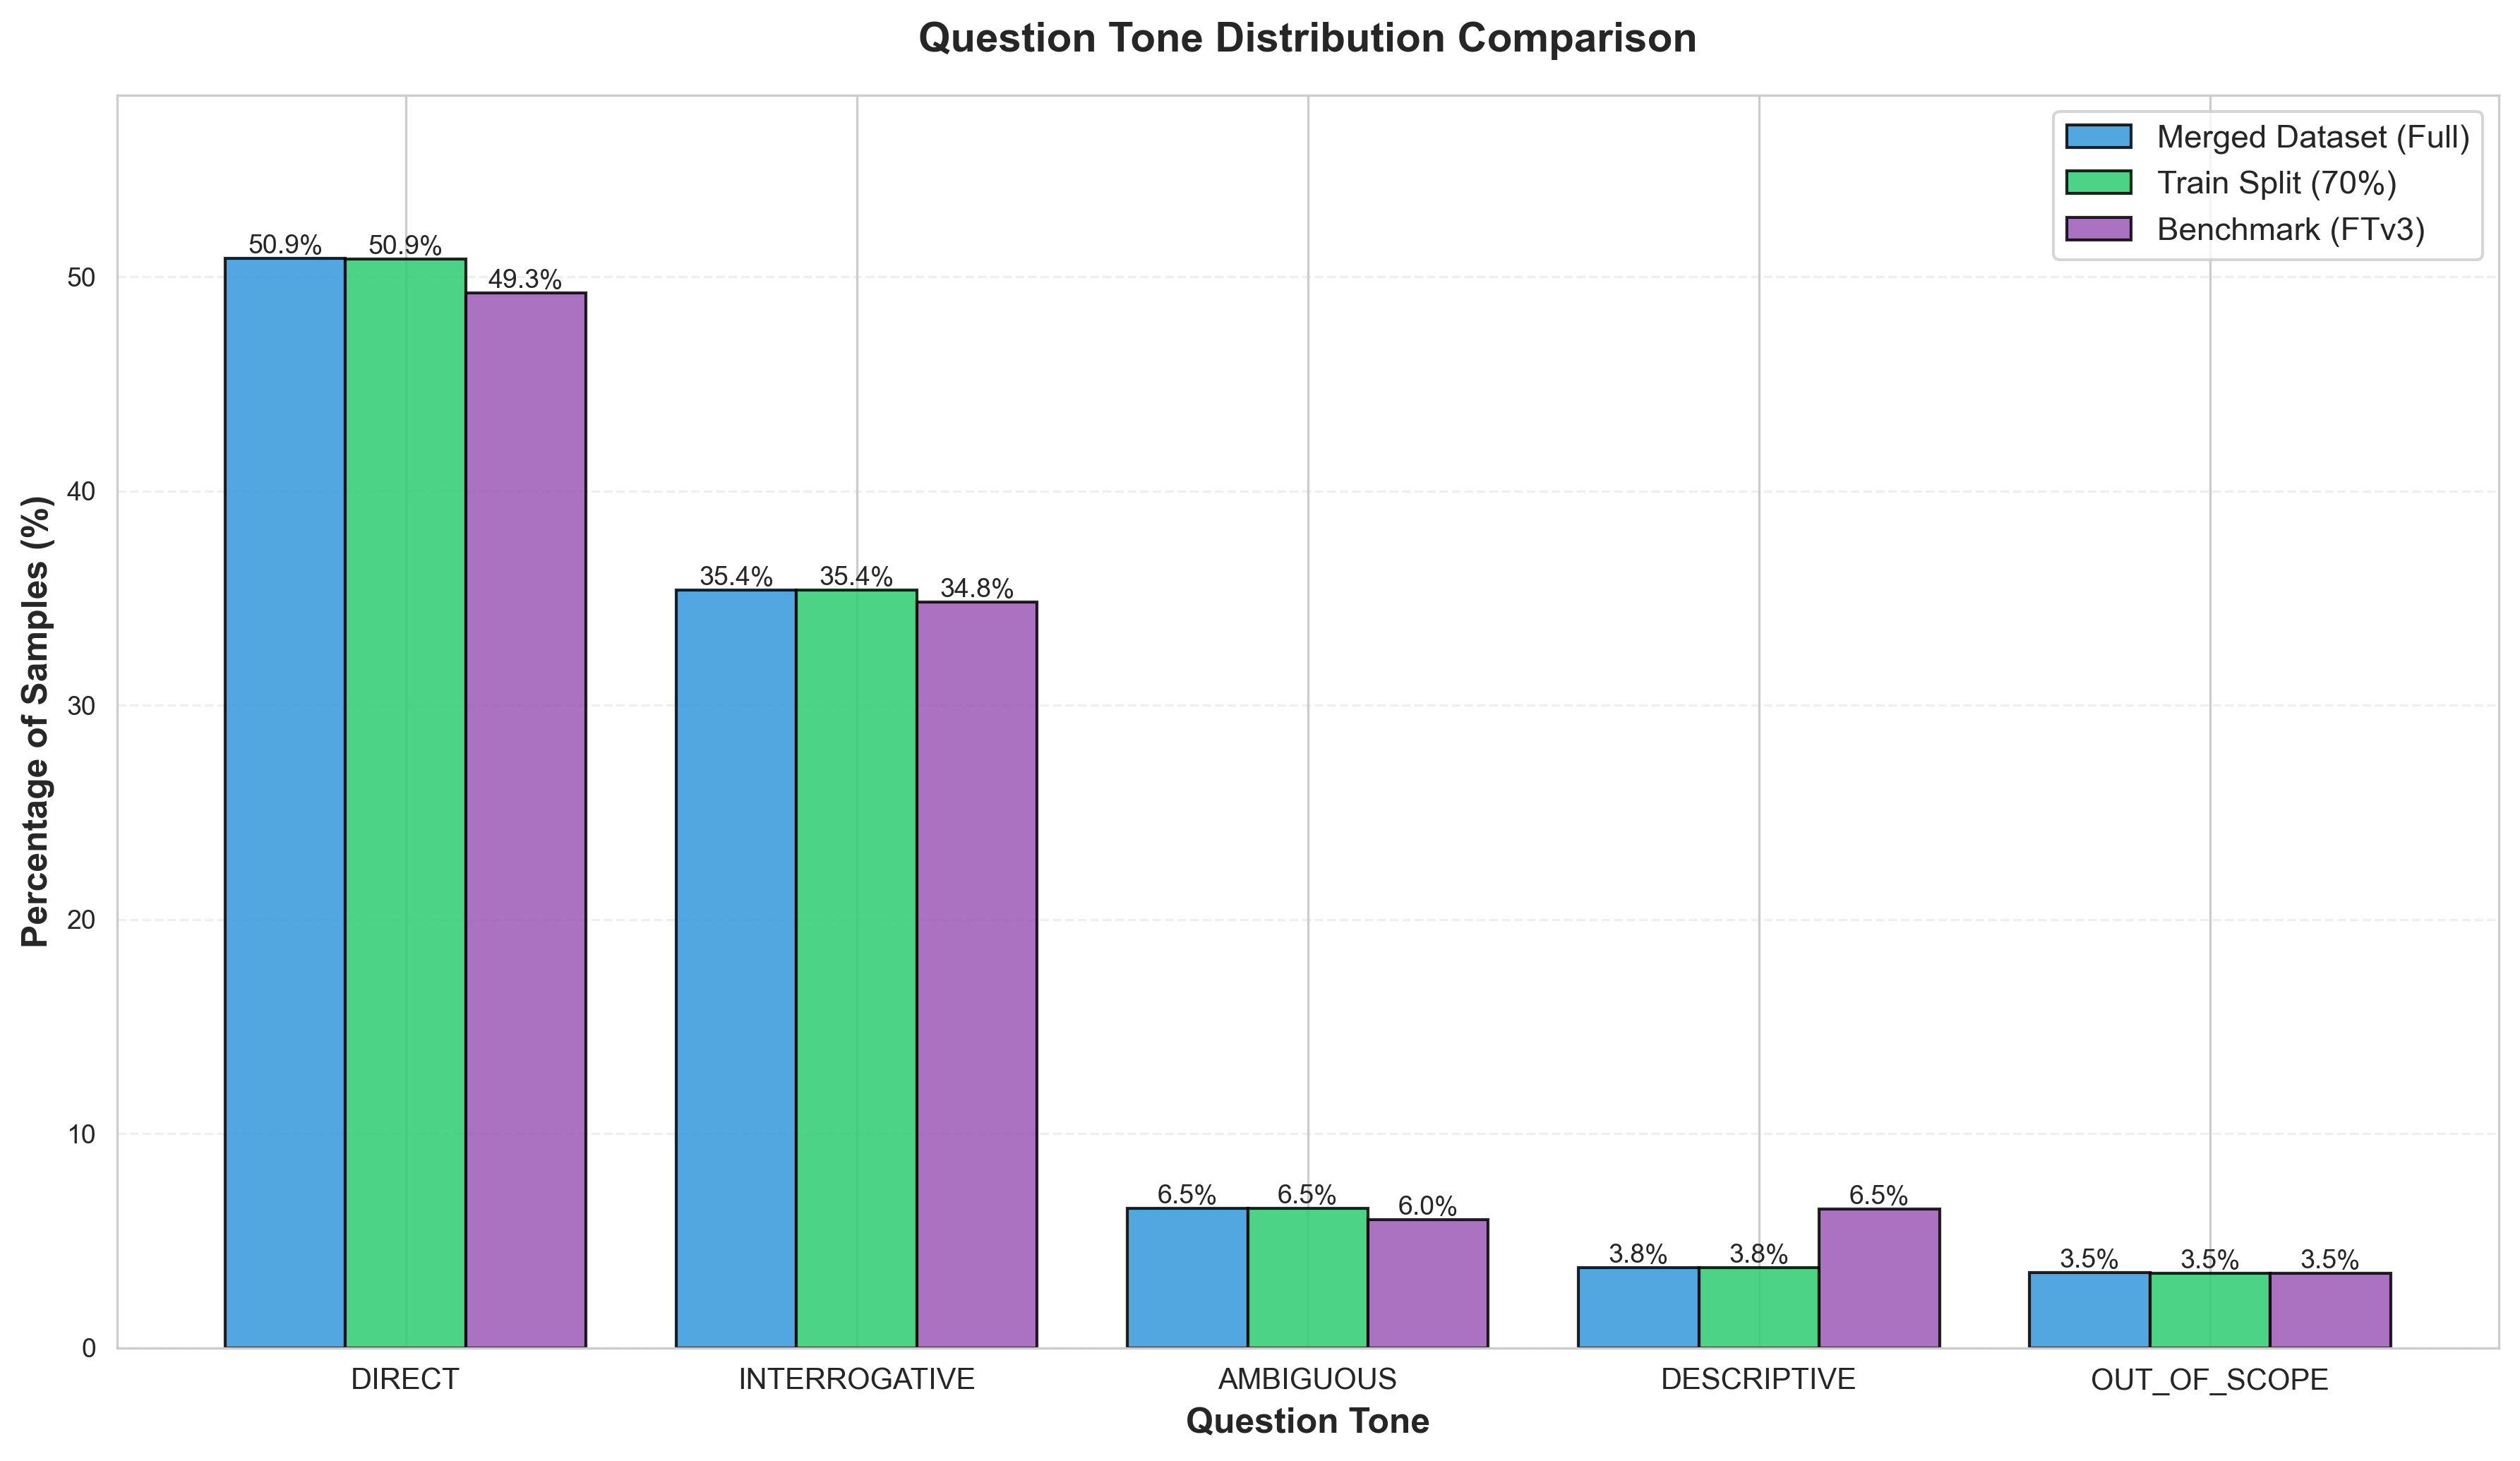 Question Tone Distribution Comparison
Merged Dataset (Full)
Train Split (70%)
Benchmark (FTv3)
Percentage of Samples (%)
50
40
30
20
10
0
50.9%
50.9%
49.3%
35.4%
35.4%
34.8%
6.5%
6.5%
6.0%
3.8%
3.8%
6.5%
3.5%
3.5%
3.5%
DIRECT
INTERROGATIVE
AMBIGUOUS
DESCRIPTIVE
OUT_OF_SCOPE
Question Tone